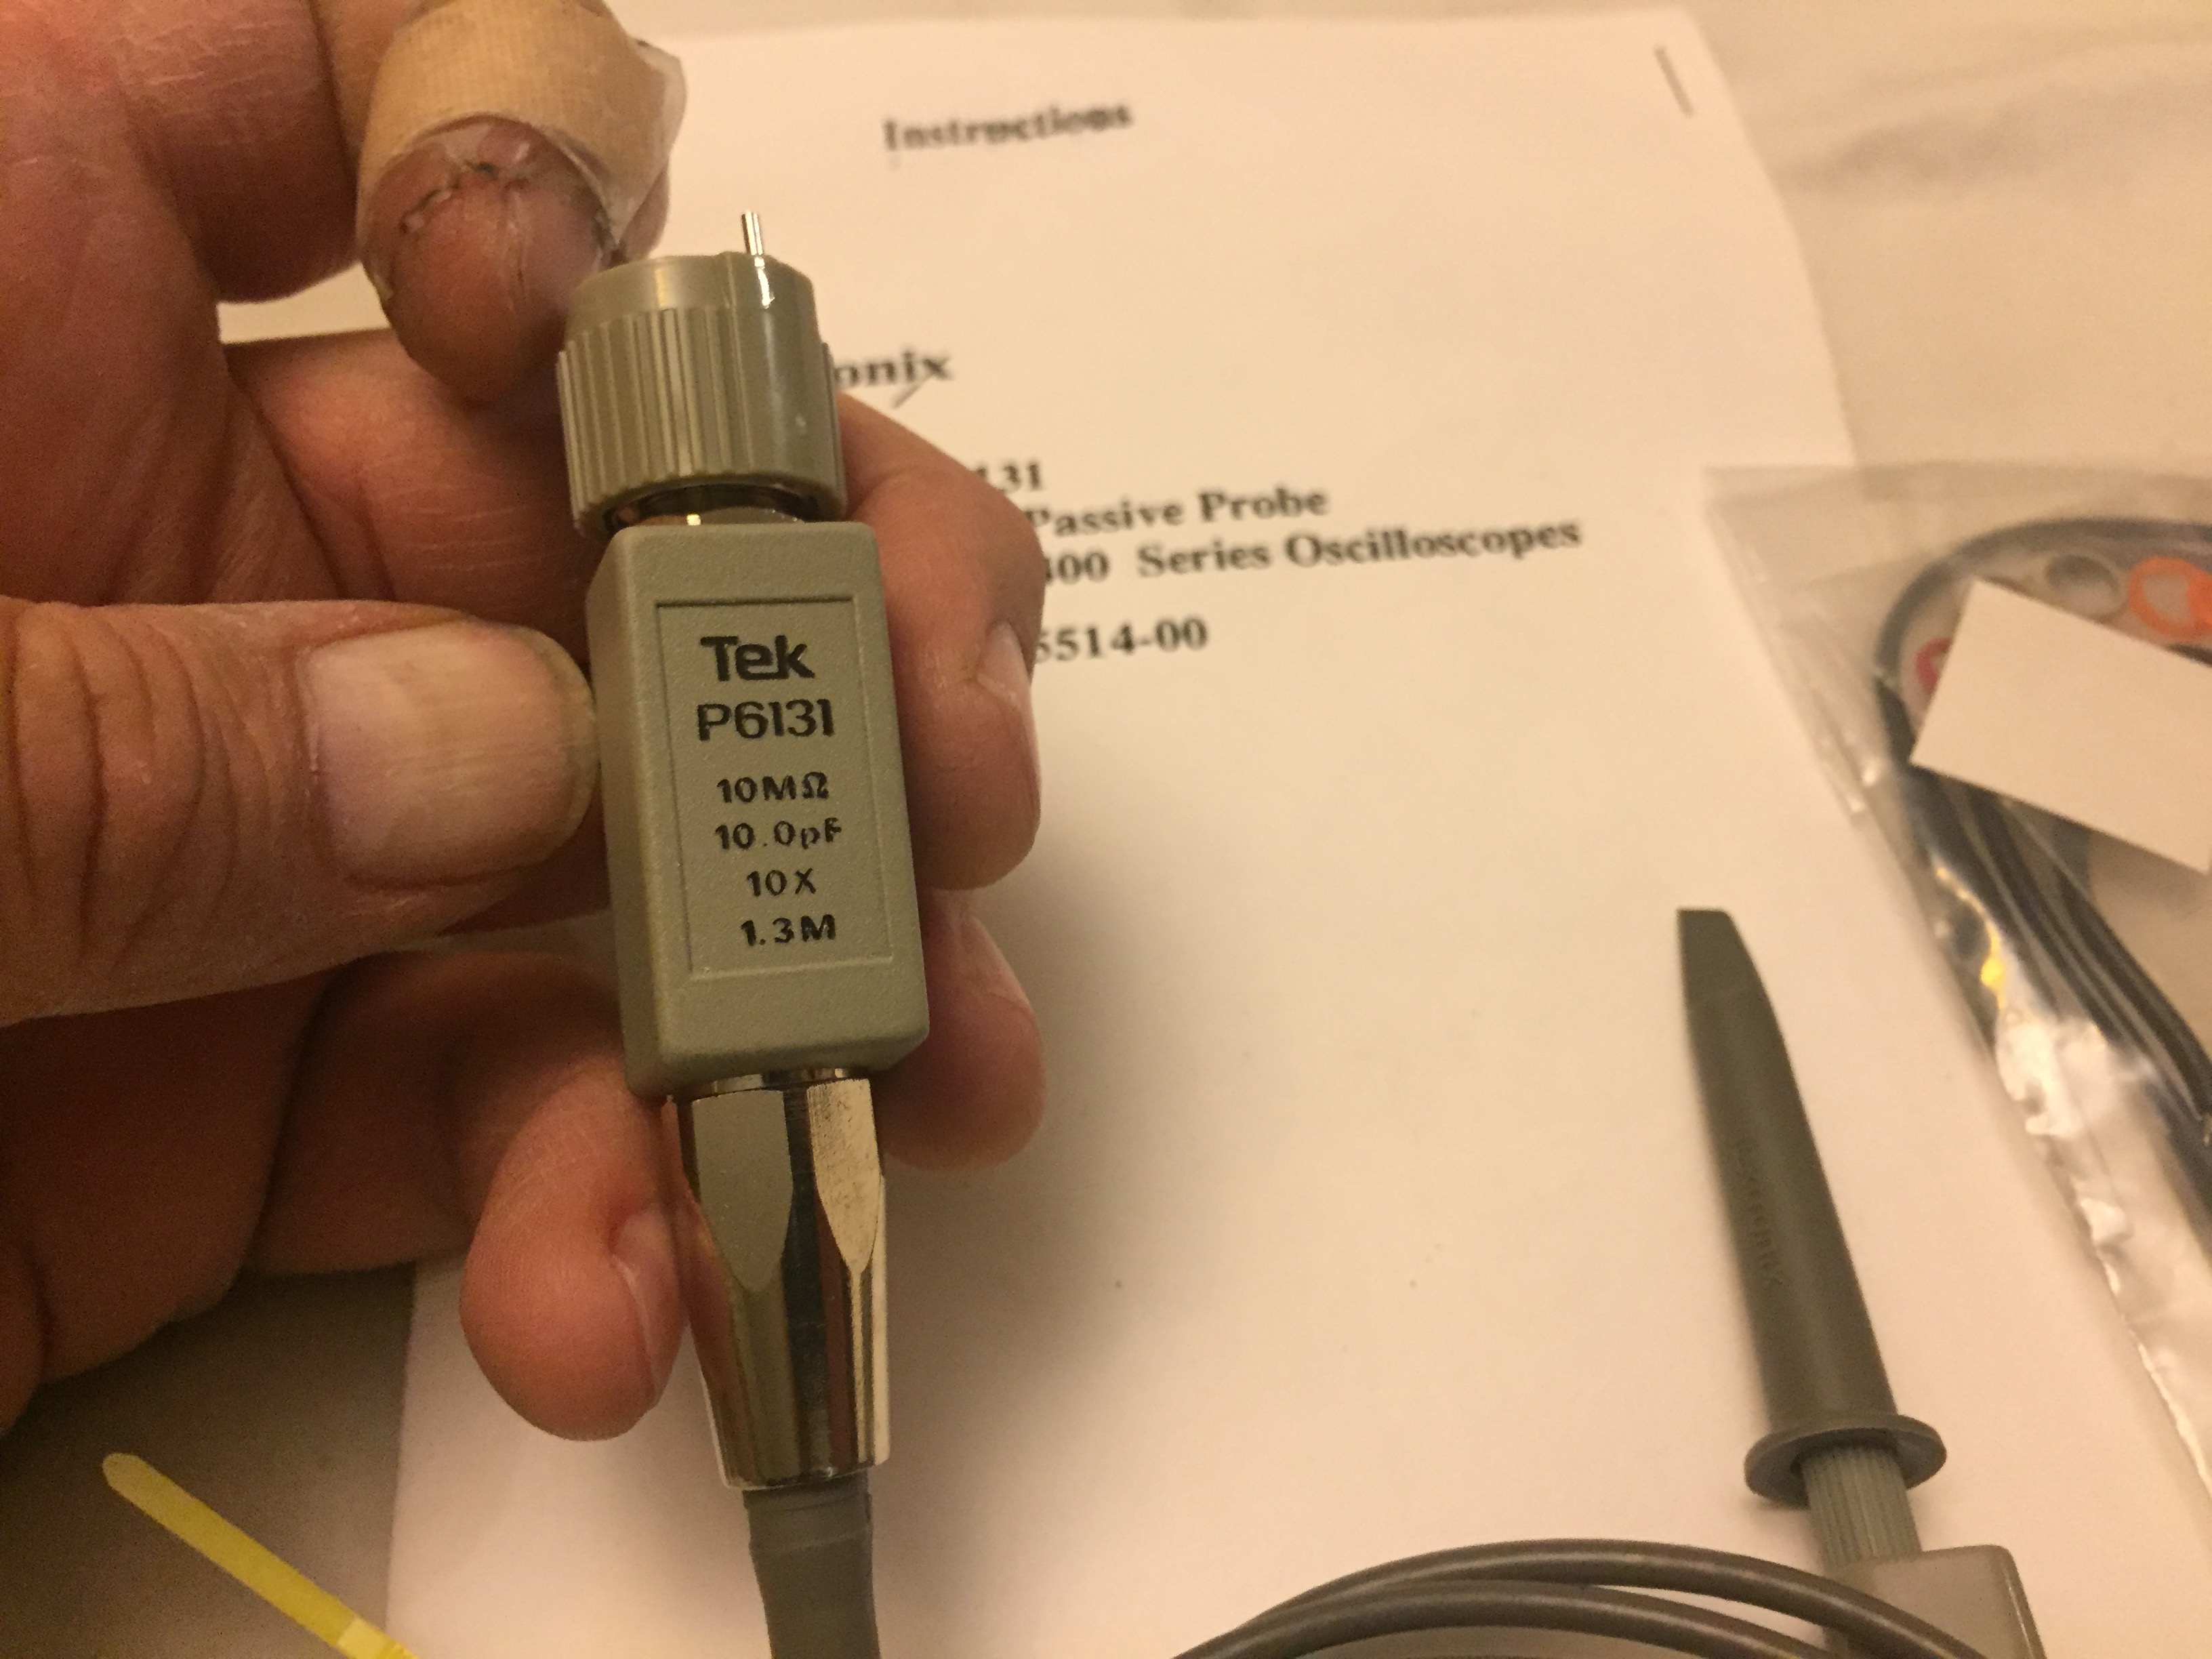 Instructions
onix
131
Passive Probe
400 Series Oscilloscopes
5514-00
Tek
P6131
10MΩ
10.0pF
10X
1.3M